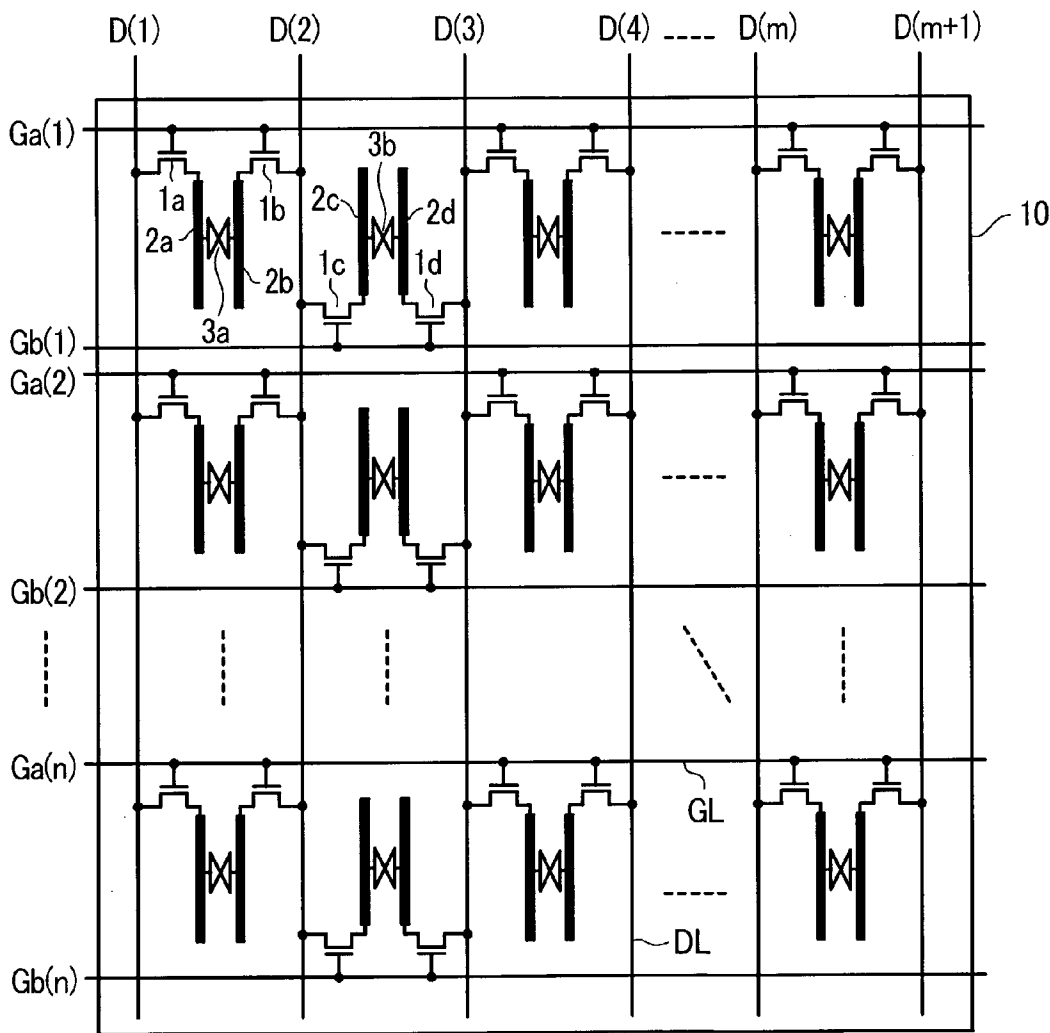 D(1) D(2) D(3) D(4) D(m) D(m+1)
Ga(1)
3b
1a 1b 2c 2d 10
2a
2b 1c 1d
3a
Gb(1)
Ga(2)
Gb(2)
Ga(n)
GL
DL
Gb(n)